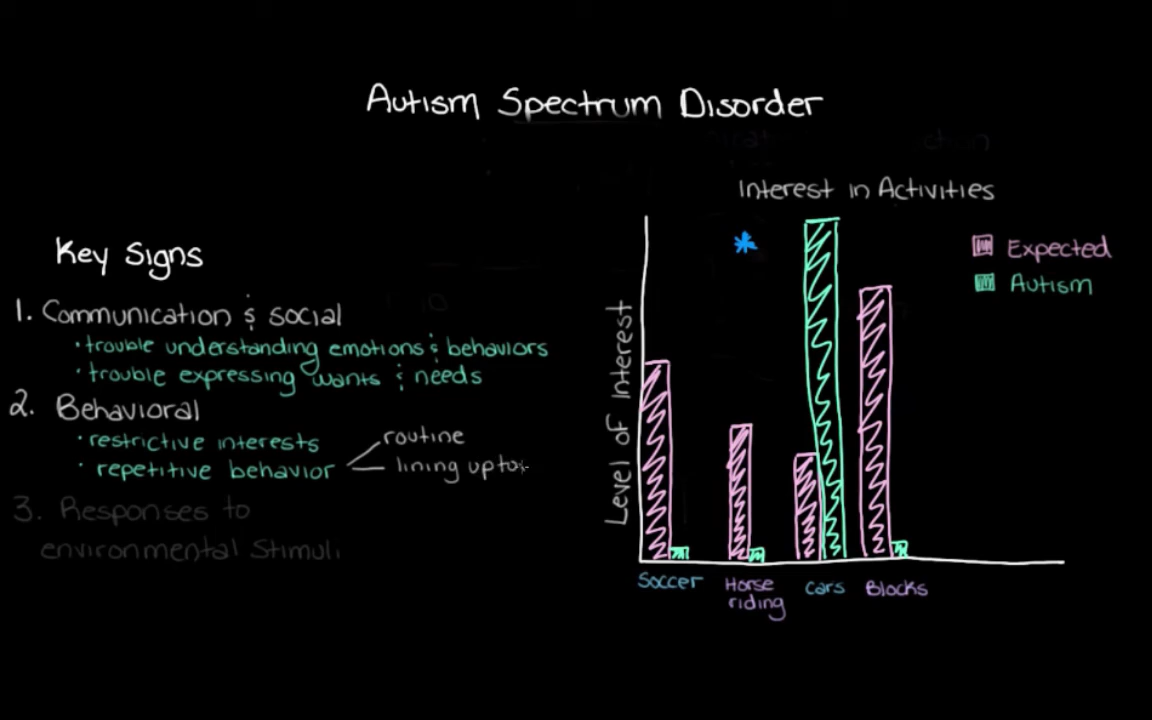 Autism Spectrum Disorder
Key Signs
1. Communication & social
· trouble understanding emotions & behaviors
· trouble expressing wants & needs
2. Behavioral
· restrictive interests
· repetitive behavior
routine
lining up to
3. Responses to
environmental stimuli
Interest in Activities
Expected
Autism
Level of Interest
Soccer
Horse
riding
Cars
Blocks